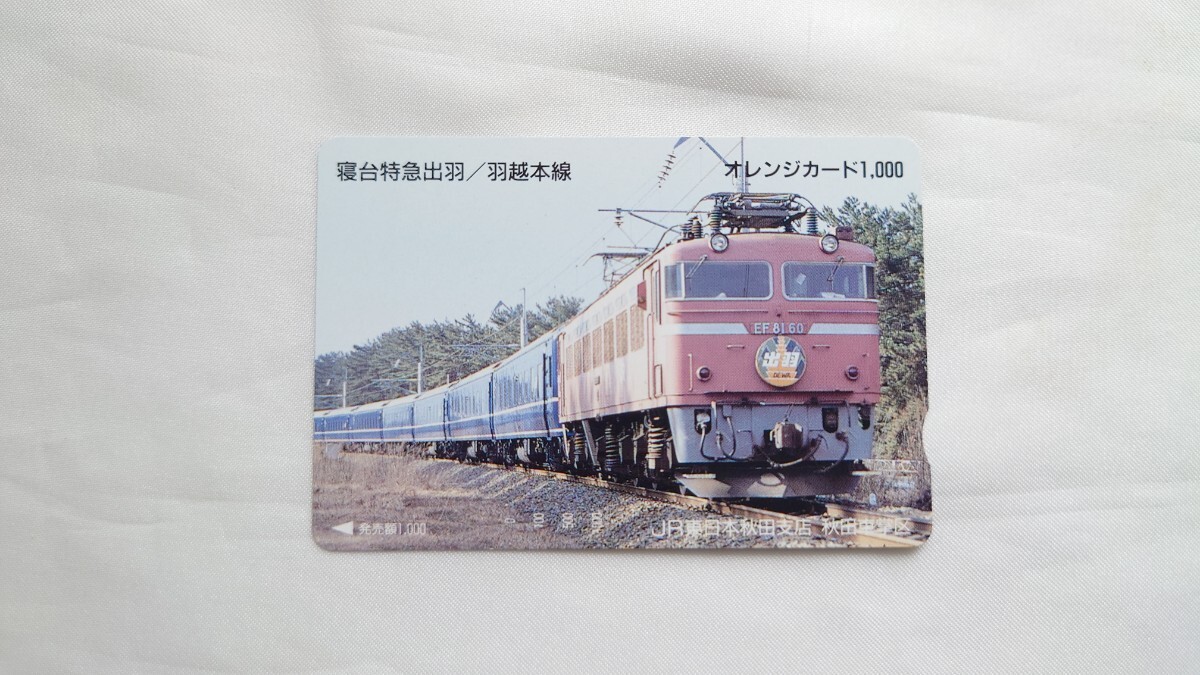 寝台特急出羽／羽越本線
オレンジカード1,000
EF 81 60
出羽
DEWA
発売額1,000
JR東日本秋田支店 秋田車掌区